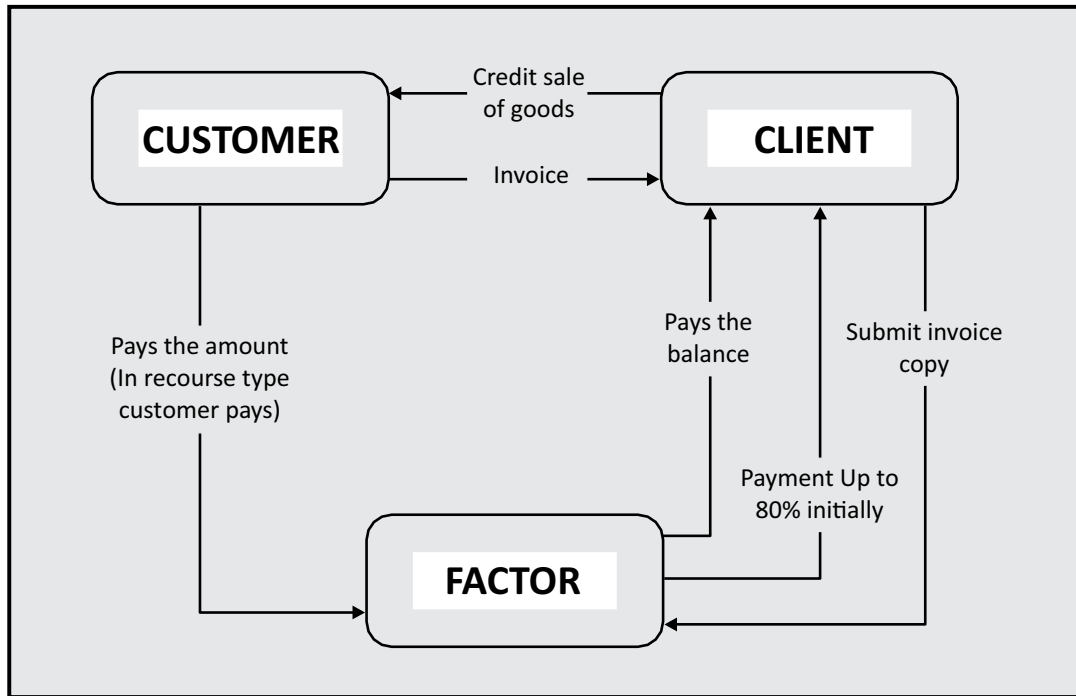 Credit sale
of goods
CUSTOMER
CLIENT
Invoice
Pays the amount
(In recourse type
customer pays)
Pays the
balance
Submit invoice
copy
Payment Up to
80% initially
FACTOR